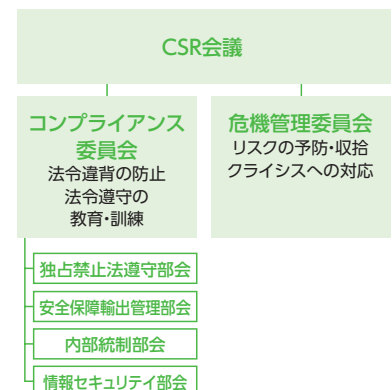 CSR会議
コンプライアンス
委員会
法令違背の防止
法令遵守の
教育・訓練
危機管理委員会
リスクの予防・収拾
クライシスへの対応
独占禁止法遵守部会
安全保障輸出管理部会
内部統制部会
情報セキュリティ部会